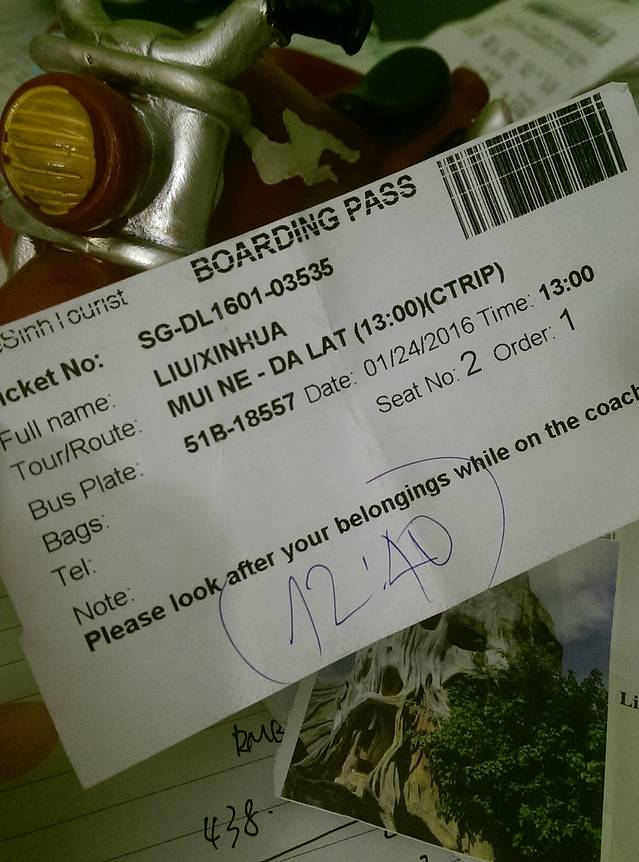 BOARDING PASS
Sinh Tourist
Ticket No: SG-DL1601-03535
Full name: LIU/XINHUA
Tour/Route: MUI NE - DA LAT (13:00)(CTRIP)
Bus Plate: 51B-18557 Date: 01/24/2016 Time: 13:00
Bags: Seat No: 2 Order: 1
Tel:
Note:
Please look after your belongings while on the coach
12:40
RMB
438.
Li